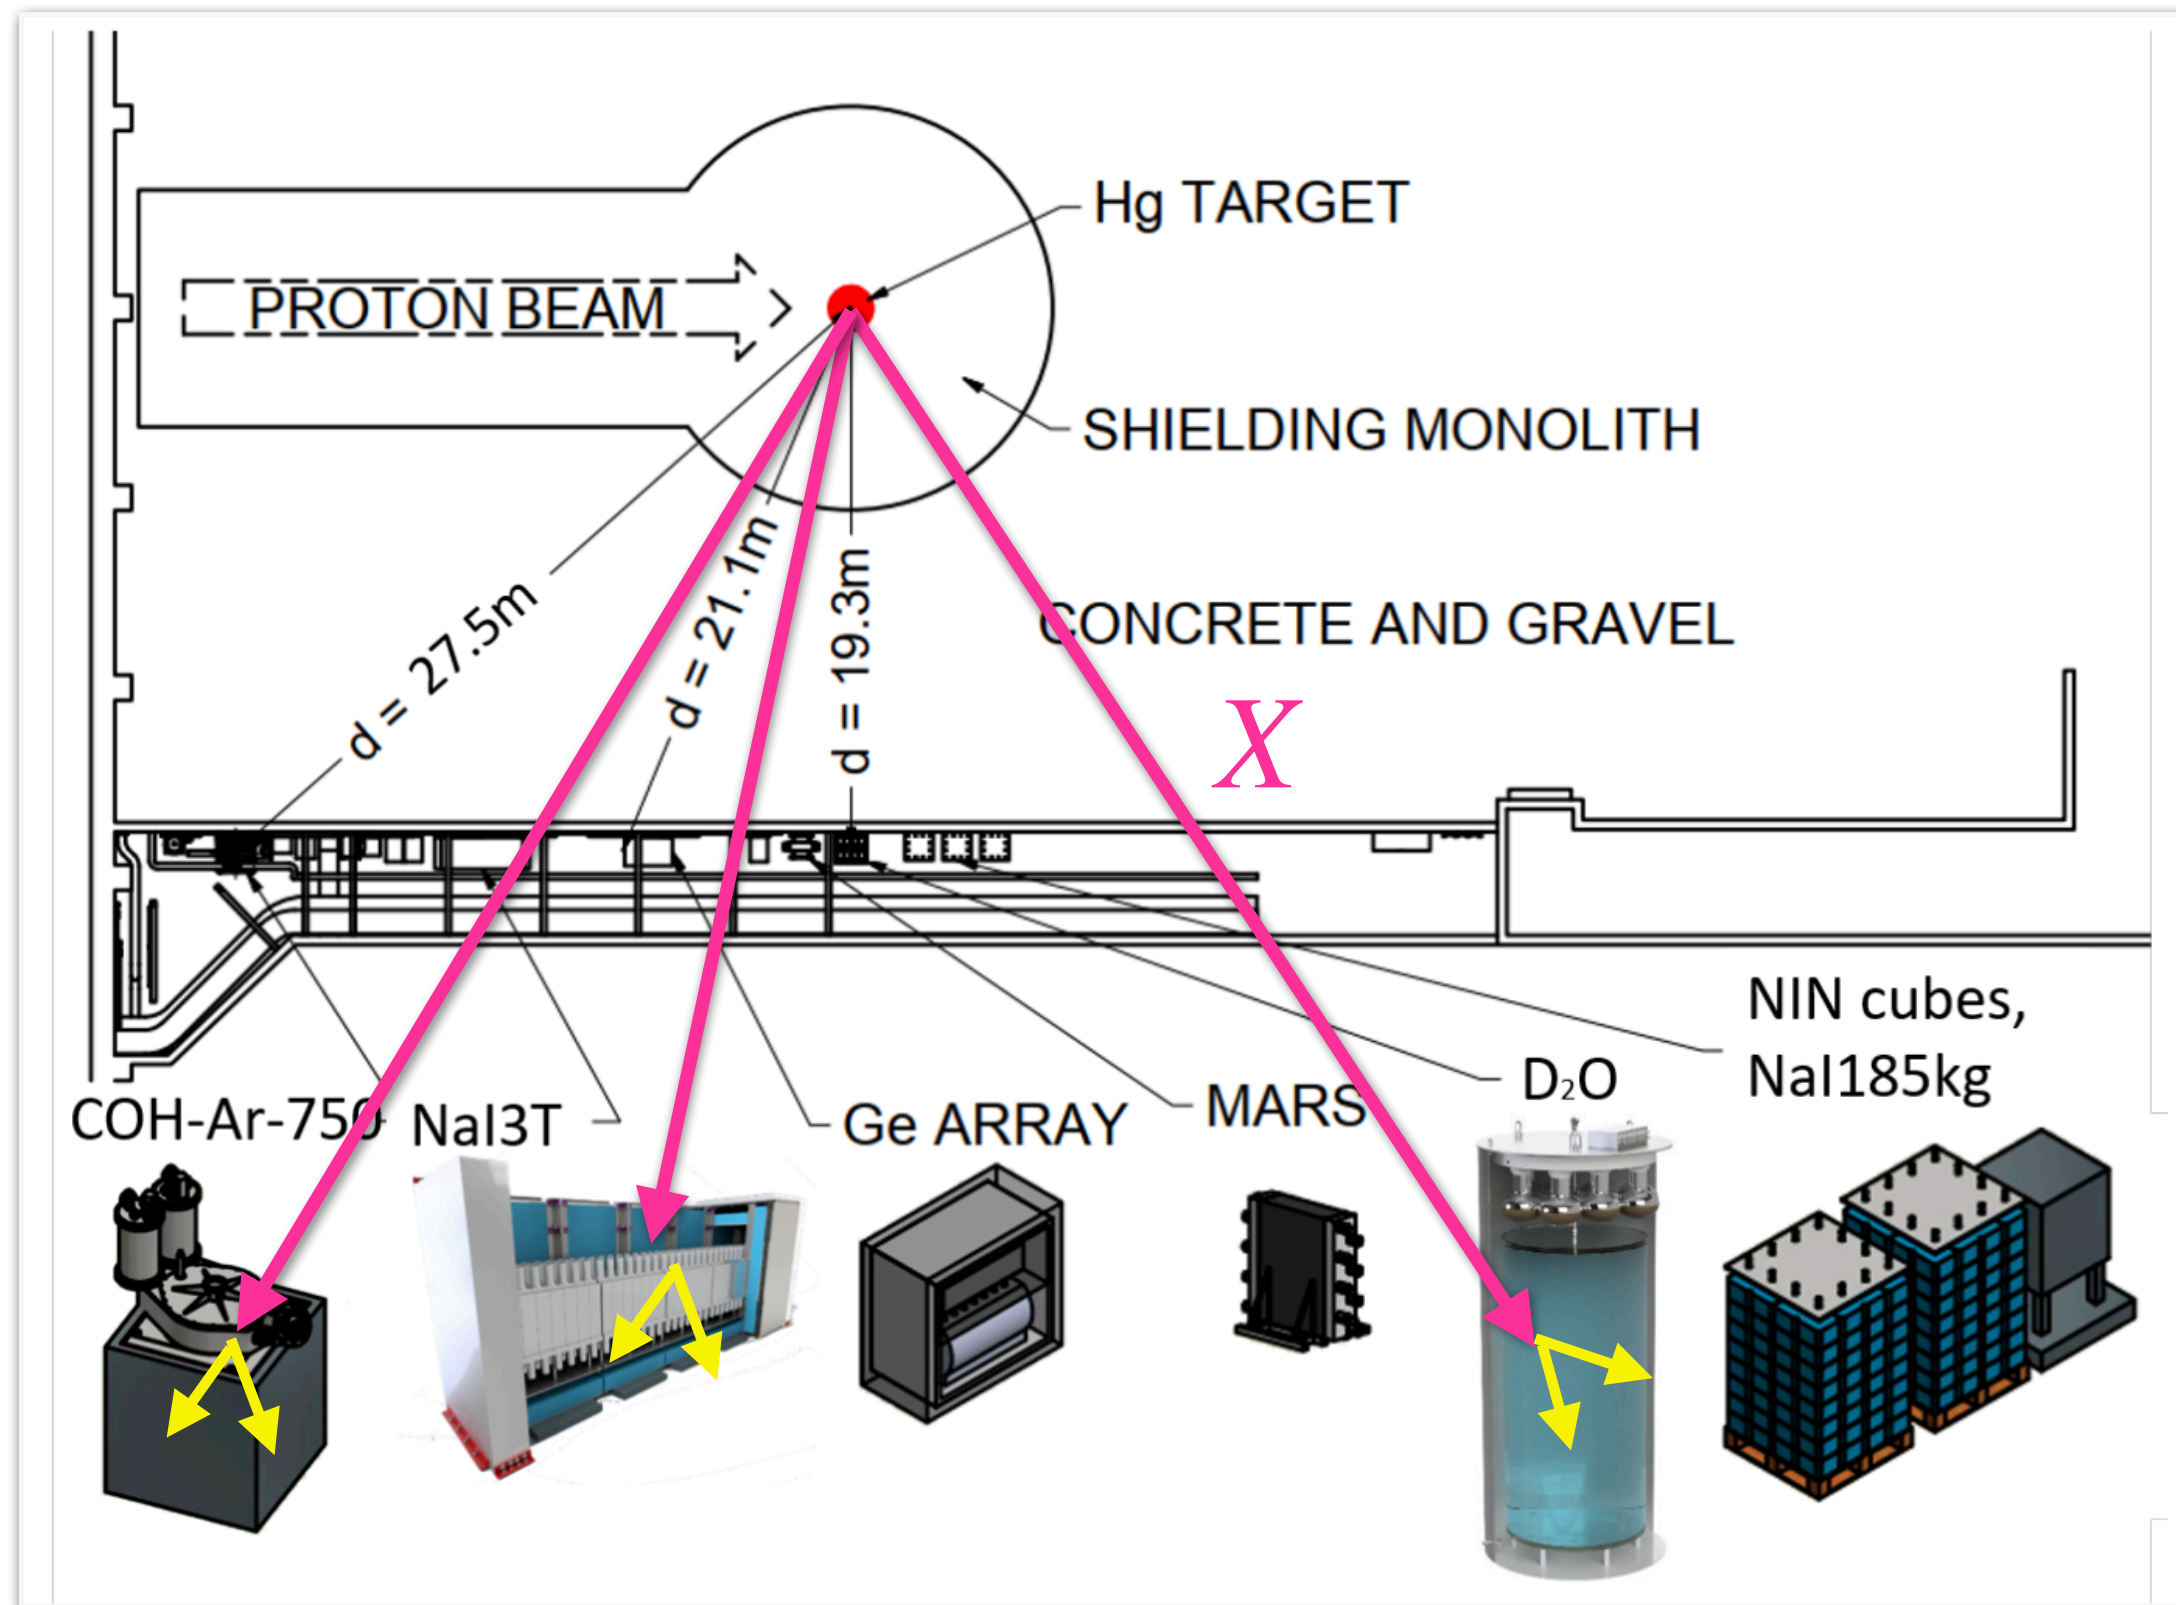 Hg TARGET
PROTON BEAM
SHIELDING MONOLITH
d = 27.5m
d = 21.1m
d = 19.3m
CONCRETE AND GRAVEL
X
NIN cubes,
NaI185kg
D₂O
COH-Ar-750
NaI3T
Ge ARRAY
MARS